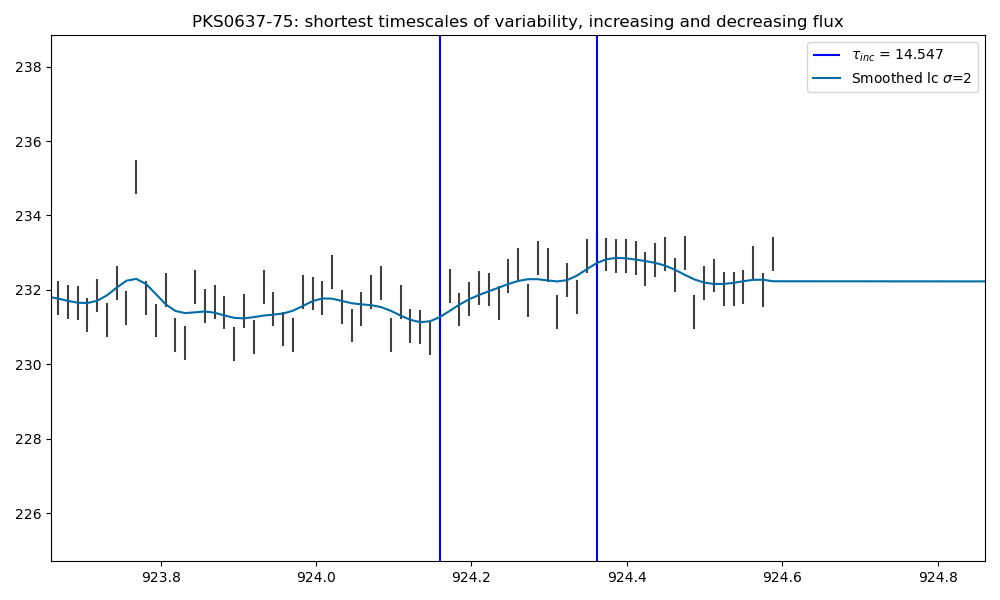 PKS0637-75: shortest timescales of variability, increasing and decreasing flux
τinc = 14.547
Smoothed lc σ=2
238
236
234
232
230
228
226
923.8 924.0 924.2 924.4 924.6 924.8